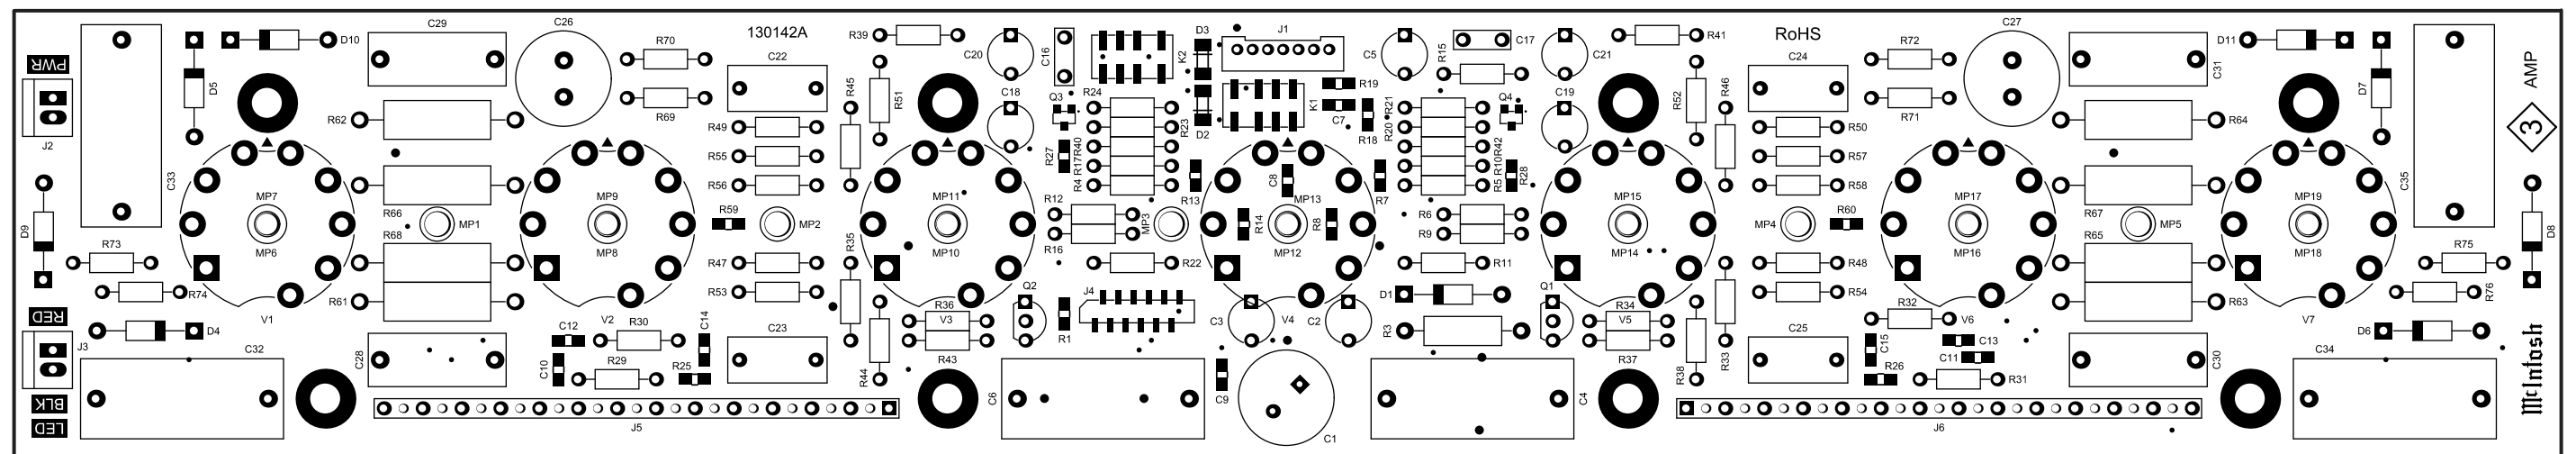 C29
C26
130142A
R39
D3
J1
C17
R41
RoHS
C27
D10
R70
C20
C16
K2
C5
R15
C21
R72
D11
C31
AMP
PWR
D5
C22
R45
R51
R19
C24
D7
3
R69
C18
Q3
R24
D2
K1
C7
R21
K1
Q4
C19
R52
R46
R71
J2
R62
R49
R23
R18
R20
R50
R64
R55
R27
R40
R42
R57
C33
R56
R17
R4
C8
R10
R5
R28
R58
C35
MP7
MP9
MP11
R12
R13
MP13
R7
R6
MP15
MP17
MP19
D9
R66
MP1
R59
MP2
MP3
R14
R8
R9
MP4
R60
R67
MP5
D8
R73
R68
MP6
MP8
R35
MP10
R16
MP12
MP14
MP16
R65
MP18
R75
R47
R22
R11
R48
R74
R61
R53
Q2
J4
D1
Q1
R54
R63
R76
RED
V1
V2
R36
V3
C3
V4
C2
R34
V5
R32
V6
V7
D4
C12
R30
C14
C23
R1
R3
C25
C15
C13
D6
McIntosh
J3
C32
C28
C10
R29
R25
R44
R43
R37
R38
R33
C11
R26
R31
C30
C34
BLK
LED
J5
C6
C9
C1
C4
J6